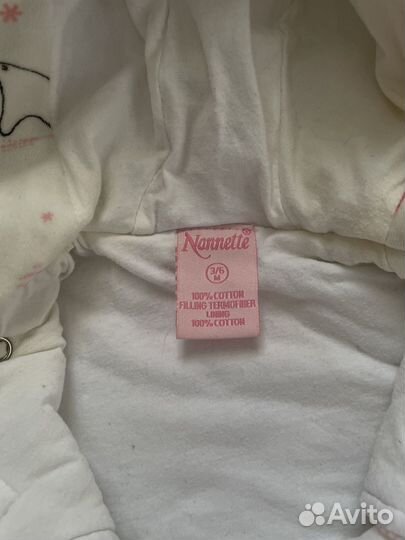 Nannette®
3/6
M
100% COTTON
FILLING TERMOFIBER
LINING
100% COTTON
Avito